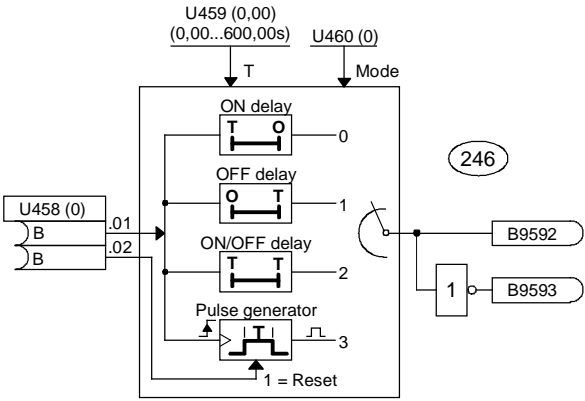 U459 (0,00)
(0,00...600,00s)
U460 (0)
T
Mode
ON delay
T O
0
246
OFF delay
O T
1
U458 (0)
B
.01
B
.02
ON/OFF delay
T T
2
B9592
1
B9593
Pulse generator
T
3
1 = Reset